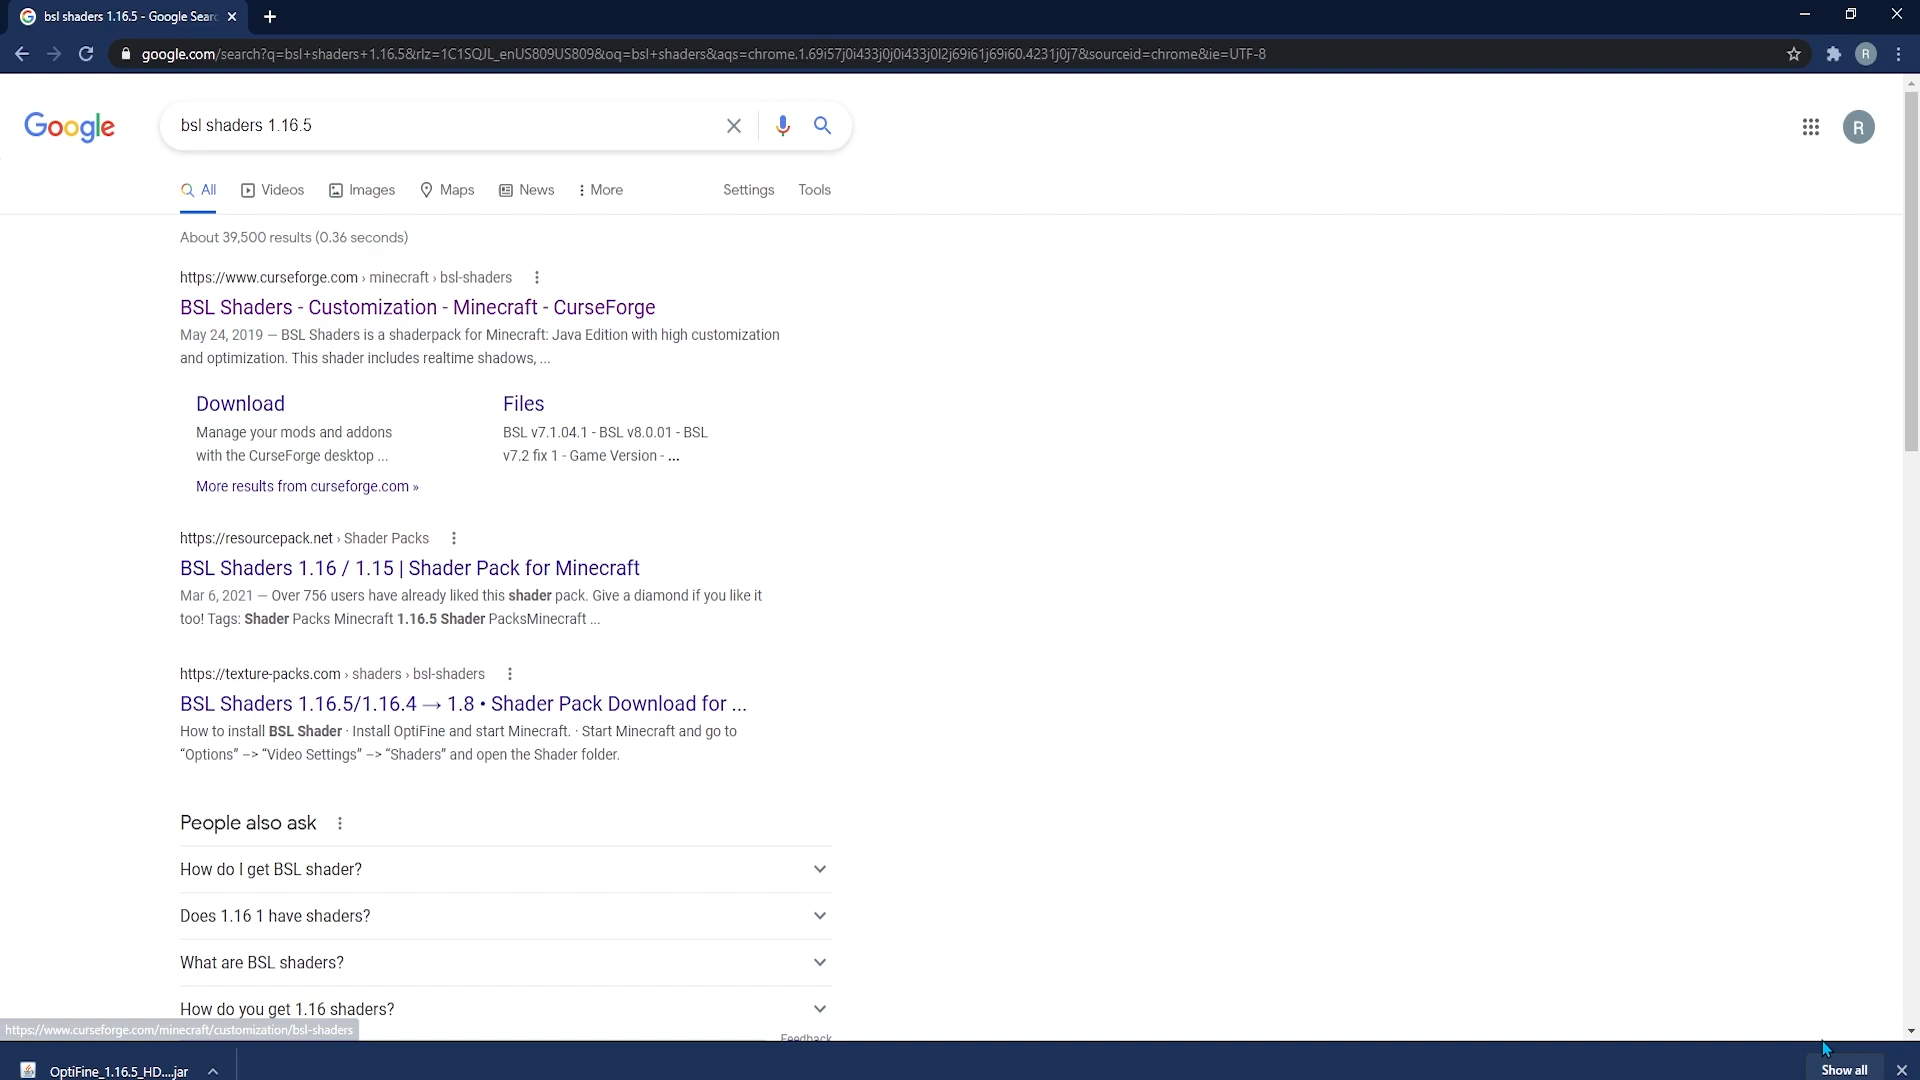 bsl shaders 1.16.5 - Google Searc
google.com/search?q=bsl+shaders+1.16.5&rlz=1C1SQJL_enUS809US809&oq=bsl+shaders&aqs=chrome.1.69i57j0i433j0j0i433j0l2j69i61j69i60.4231j0j7&sourceid=chrome&ie=UTF-8
R
Google
bsl shaders 1.16.5
R
All
Videos
Images
Maps
News
More
Settings
Tools
About 39,500 results (0.36 seconds)
https://www.curseforge.com › minecraft › bsl-shaders
BSL Shaders - Customization - Minecraft - CurseForge
May 24, 2019 — BSL Shaders is a shaderpack for Minecraft: Java Edition with high customization
and optimization. This shader includes realtime shadows, ...
Download
Manage your mods and addons
with the CurseForge desktop ...
Files
BSL v7.1.04.1 - BSL v8.0.01 - BSL
v7.2 fix 1 - Game Version - ...
More results from curseforge.com »
https://resourcepack.net › Shader Packs
BSL Shaders 1.16 / 1.15 | Shader Pack for Minecraft
Mar 6, 2021 — Over 756 users have already liked this shader pack. Give a diamond if you like it
too! Tags: Shader Packs Minecraft 1.16.5 Shader PacksMinecraft ...
https://texture-packs.com › shaders › bsl-shaders
BSL Shaders 1.16.5/1.16.4 → 1.8 • Shader Pack Download for ...
How to install BSL Shader · Install OptiFine and start Minecraft. · Start Minecraft and go to
“Options” –> “Video Settings” –> “Shaders” and open the Shader folder.
People also ask
How do I get BSL shader?
Does 1.16 1 have shaders?
What are BSL shaders?
How do you get 1.16 shaders?
https://www.curseforge.com/minecraft/customization/bsl-shaders
Feedback
OptiFine_1.16.5_HD....jar
Show all